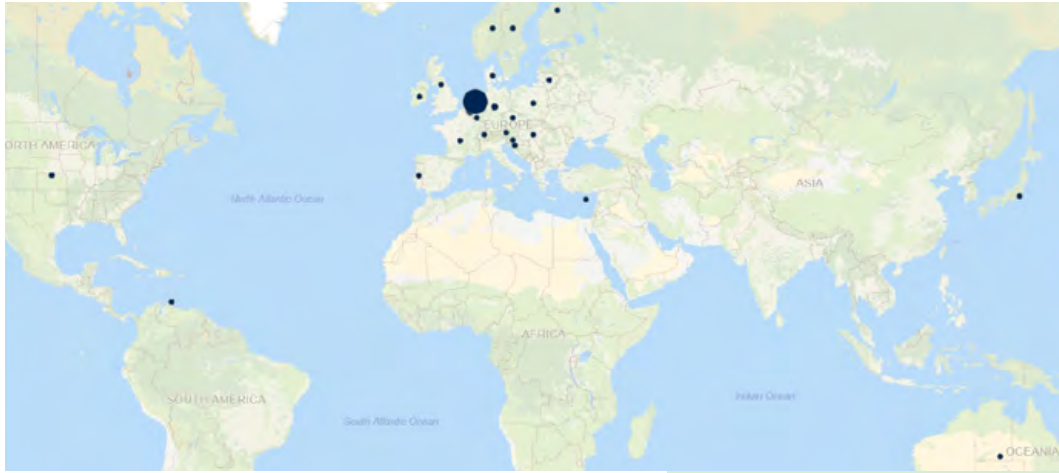 EUROPE
NORTH AMERICA
ASIA
North Atlantic Ocean
AFRICA
SOUTH AMERICA
Indian Ocean
South Atlantic Ocean
OCEANIA